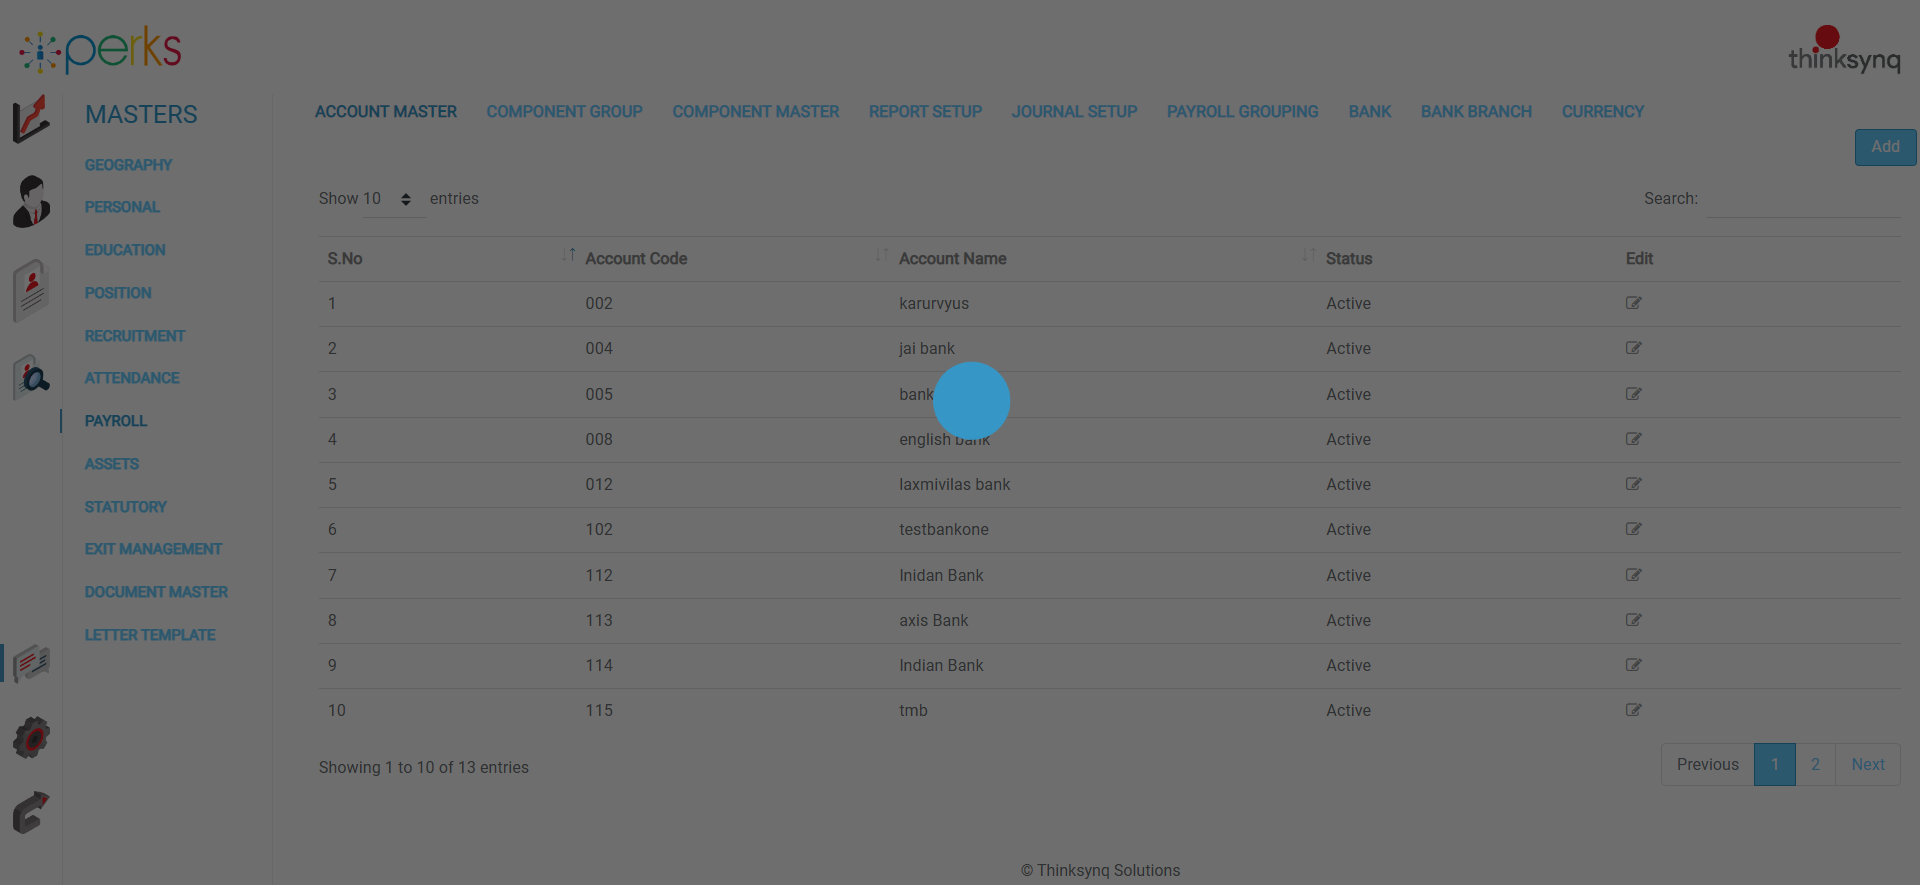 perks
thinksynq
MASTERS
GEOGRAPHY
PERSONAL
EDUCATION
POSITION
RECRUITMENT
ATTENDANCE
PAYROLL
ASSETS
STATUTORY
EXIT MANAGEMENT
DOCUMENT MASTER
LETTER TEMPLATE
ACCOUNT MASTER COMPONENT GROUP COMPONENT MASTER REPORT SETUP JOURNAL SETUP PAYROLL GROUPING BANK BANK BRANCH CURRENCY
Add
Show 10 entries Search:
S.No Account Code Account Name Status Edit
1 002 karurvyus Active
2 004 jai bank Active
3 005 bank Active
4 008 english bank Active
5 012 laxmivilas bank Active
6 102 testbankone Active
7 112 Inidan Bank Active
8 113 axis Bank Active
9 114 Indian Bank Active
10 115 tmb Active
Showing 1 to 10 of 13 entries
Previous 1 2 Next
© Thinksynq Solutions